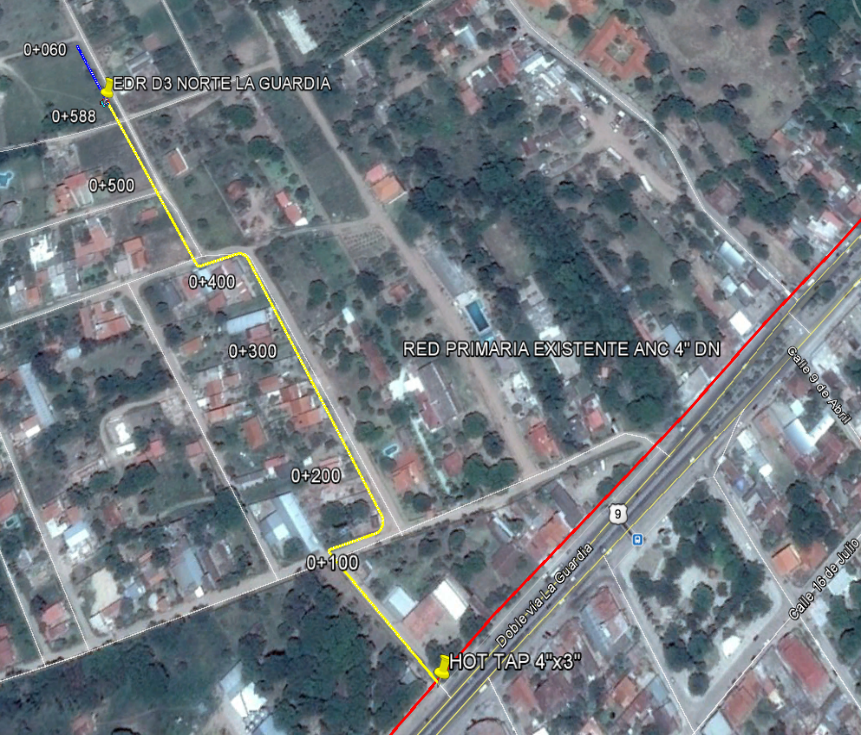 0+060
EDR D3 NORTE LA GUARDIA
0+588
0+500
0+400
0+300
RED PRIMARIA EXISTENTE ANC 4" DN
Calle 9 de Abril
0+200
9
0+100
Doble vía La Guardia
Calle 16 de Julio
HOT TAP 4"x3"